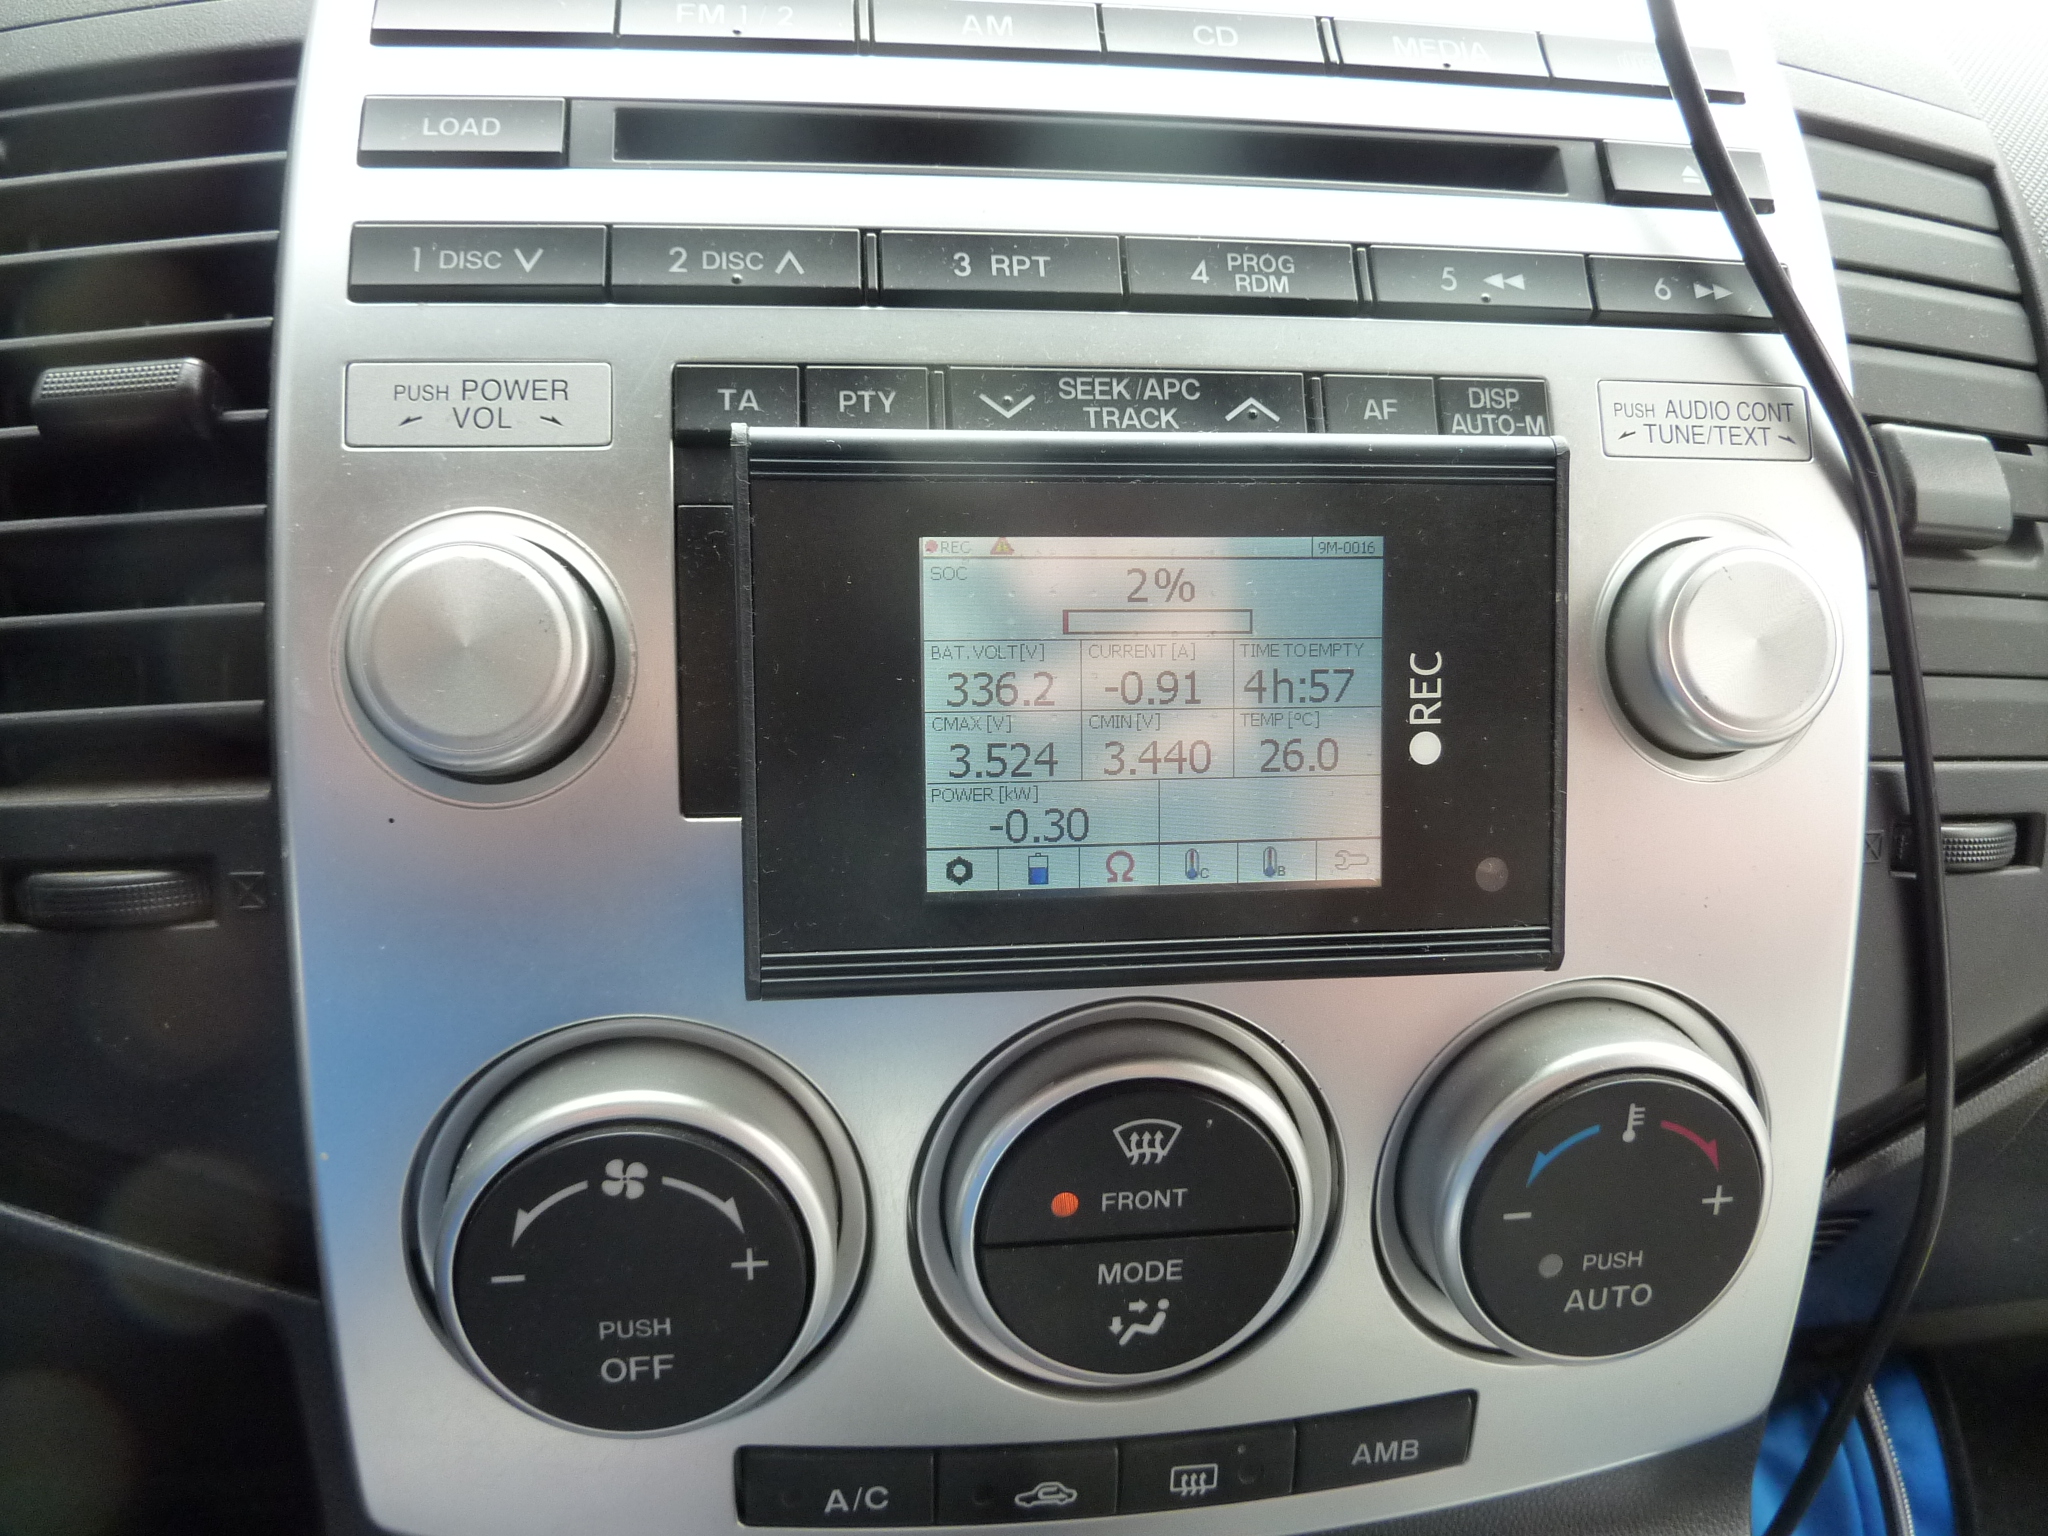 FM 1/2 AM CD MEDIA
LOAD
1 DISC 2 DISC 3 RPT 4 PROG RDM 5 6
PUSH POWER
VOL
TA PTY SEEK/APC
TRACK AF DISP
AUTO-M
PUSH AUDIO CONT
TUNE/TEXT
REC 9M-0016
SOC 2%
BAT.VOLT[V] CURRENT[A] TIME TO EMPTY
336.2 -0.91 4h:57
CMAX[V] CMIN[V] TEMP[ºC]
3.524 3.440 26.0
POWER[kW]
-0.30
Ω C B
REC
FRONT
MODE
− +
PUSH
OFF
− +
PUSH
AUTO
A/C AMB